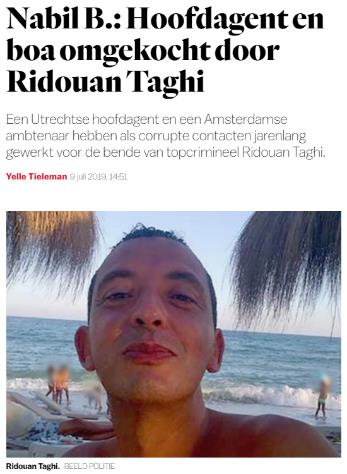 Nabil B.: Hoofdagent en
boa omgekocht door
Ridouan Taghi
Een Utrechtse hoofdagent en een Amsterdamse
ambtenaar hebben als corrupte contacten jarenlang
gewerkt voor de bende van topcrimineel Ridouan Taghi.
Yelle Tieleman 9 juli 2019, 14:51
Ridouan Taghi. BEELD POLITIE